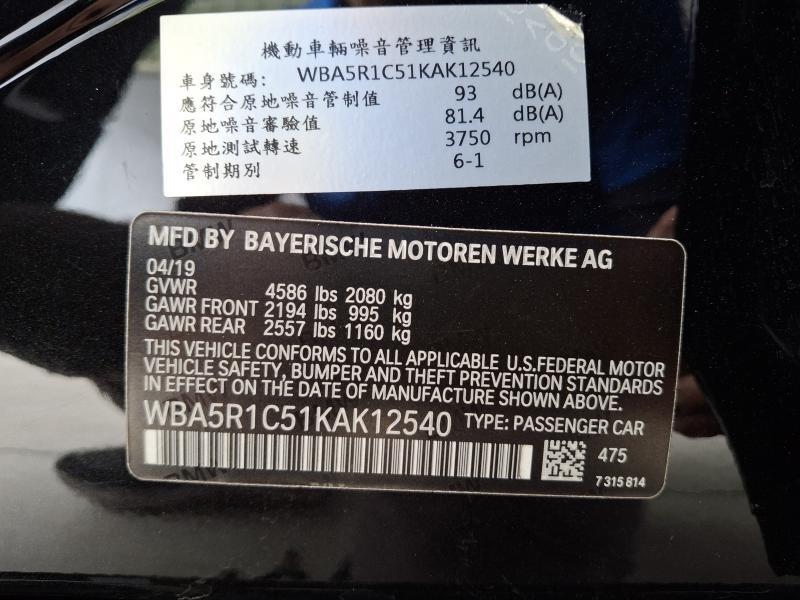 機動車輛噪音管理資訊
車身號碼: WBA5R1C51KAK12540
應符合原地噪音管制值 93 dB(A)
原地噪音審驗值 81.4 dB(A)
原地測試轉速 3750 rpm
管制期別 6-1
MFD BY BAYERISCHE MOTOREN WERKE AG
04/19
GVWR 4586 lbs 2080 kg
GAWR FRONT 2194 lbs 995 kg
GAWR REAR 2557 lbs 1160 kg
THIS VEHICLE CONFORMS TO ALL APPLICABLE U.S.FEDERAL MOTOR
VEHICLE SAFETY, BUMPER AND THEFT PREVENTION STANDARDS
IN EFFECT ON THE DATE OF MANUFACTURE SHOWN ABOVE.
WBA5R1C51KAK12540 TYPE: PASSENGER CAR
475
7 315 814